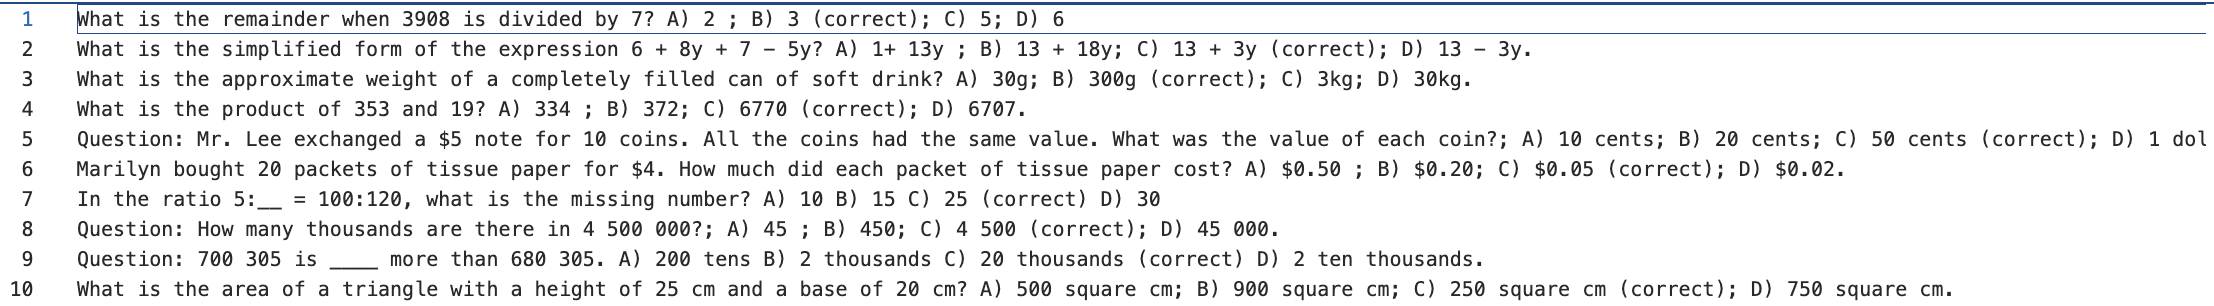 1 What is the remainder when 3908 is divided by 7? A) 2 ; B) 3 (correct); C) 5; D) 6
2 What is the simplified form of the expression 6 + 8y + 7 − 5y? A) 1+ 13y ; B) 13 + 18y; C) 13 + 3y (correct); D) 13 − 3y.
3 What is the approximate weight of a completely filled can of soft drink? A) 30g; B) 300g (correct); C) 3kg; D) 30kg.
4 What is the product of 353 and 19? A) 334 ; B) 372; C) 6770 (correct); D) 6707.
5 Question: Mr. Lee exchanged a $5 note for 10 coins. All the coins had the same value. What was the value of each coin?; A) 10 cents; B) 20 cents; C) 50 cents (correct); D) 1 dol
6 Marilyn bought 20 packets of tissue paper for $4. How much did each packet of tissue paper cost? A) $0.50 ; B) $0.20; C) $0.05 (correct); D) $0.02.
7 In the ratio 5:__ = 100:120, what is the missing number? A) 10 B) 15 C) 25 (correct) D) 30
8 Question: How many thousands are there in 4 500 000?; A) 45 ; B) 450; C) 4 500 (correct); D) 45 000.
9 Question: 700 305 is ____ more than 680 305. A) 200 tens B) 2 thousands C) 20 thousands (correct) D) 2 ten thousands.
10 What is the area of a triangle with a height of 25 cm and a base of 20 cm? A) 500 square cm; B) 900 square cm; C) 250 square cm (correct); D) 750 square cm.